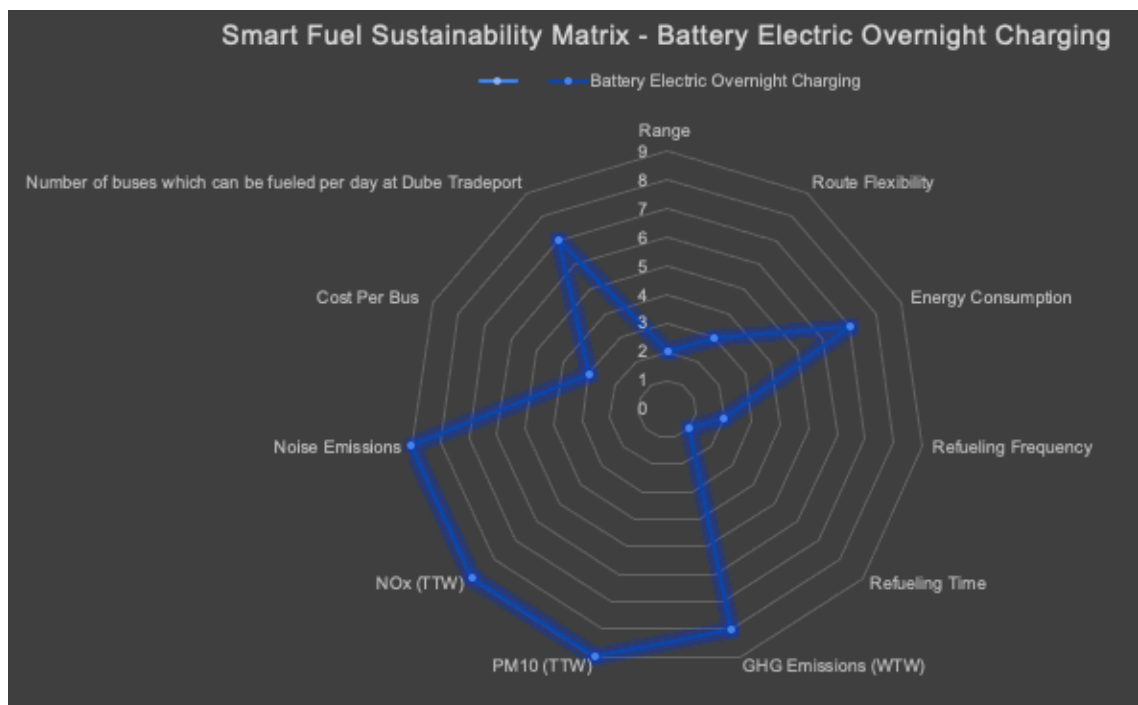 Smart Fuel Sustainability Matrix - Battery Electric Overnight Charging
Battery Electric Overnight Charging
Range
9
Number of buses which can be fueled per day at Dube Tradeport
8
Route Flexibility
7
6
5
Cost Per Bus
4
Energy Consumption
3
2
1
0
Noise Emissions
Refueling Frequency
NOx (TTW)
Refueling Time
PM10 (TTW)
GHG Emissions (WTW)